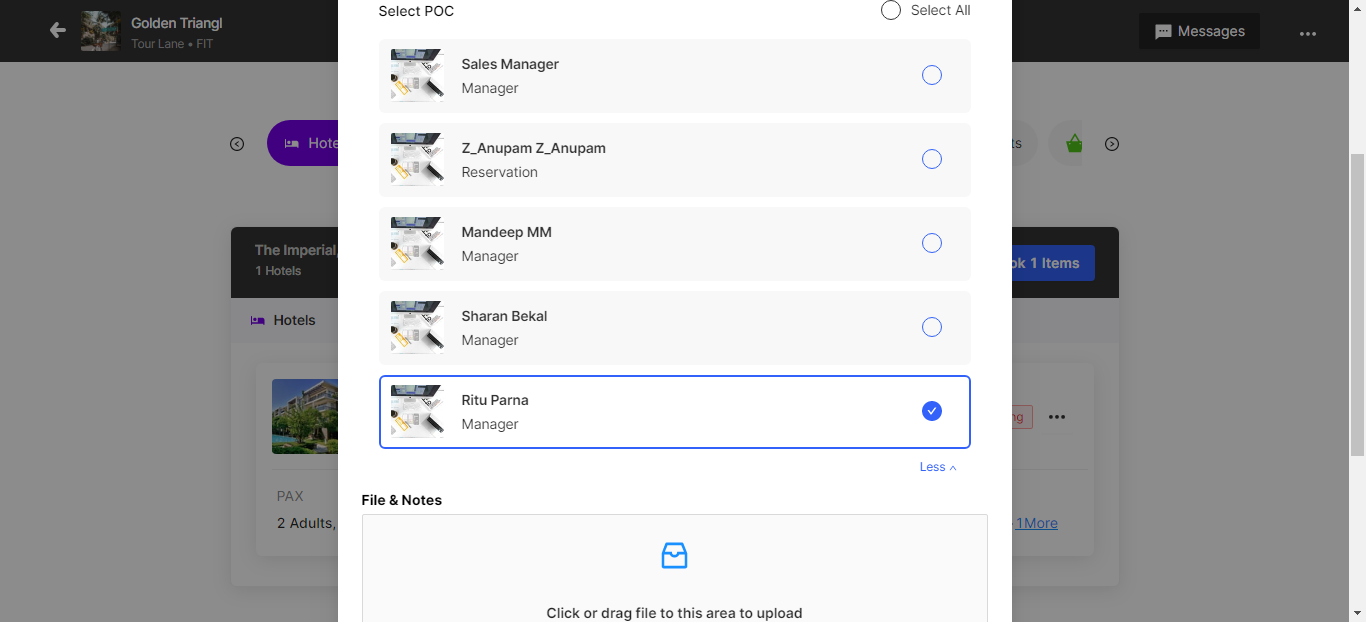 Golden Triangl
Tour Lane • FIT
Messages
Select POC
Select All
Sales Manager
Manager
Z_Anupam Z_Anupam
Reservation
Mandeep MM
Manager
Sharan Bekal
Manager
Ritu Parna
Manager
Less
File & Notes
Click or drag file to this area to upload
Hote
ts
The Imperial,
1 Hotels
ok 1 Items
Hotels
ng
PAX
2 Adults,
1More